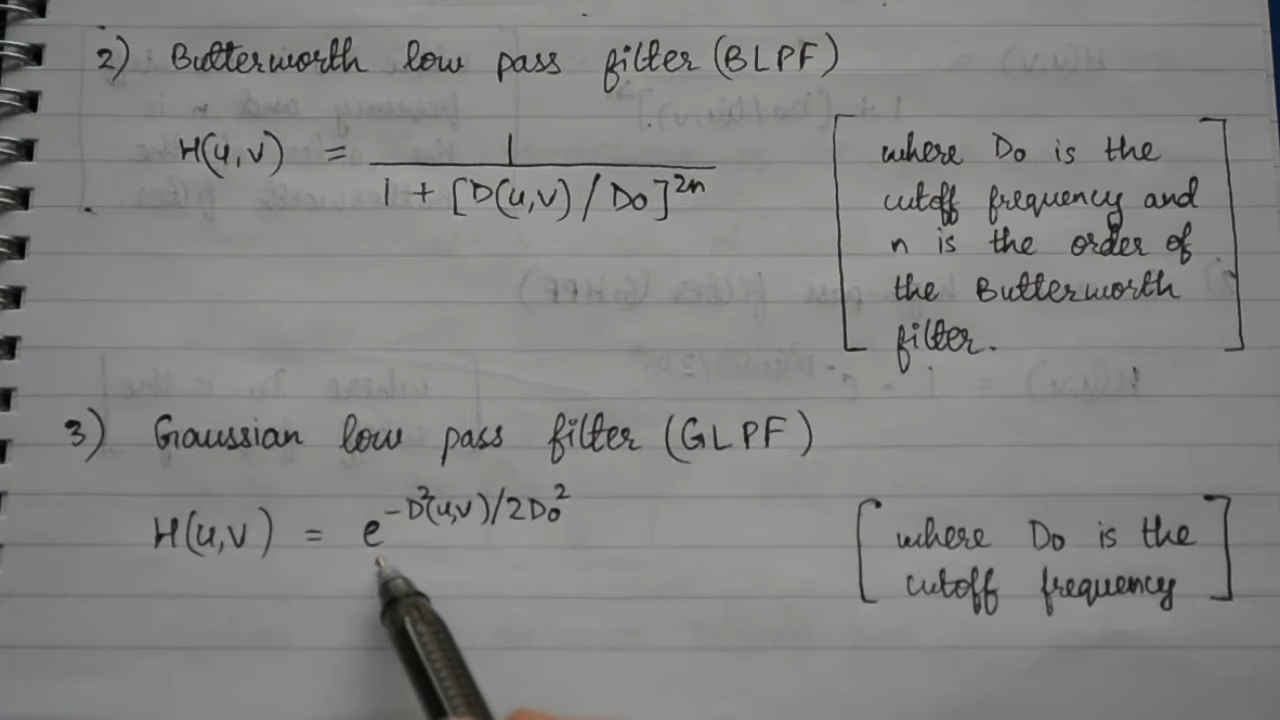 2) Butterworth low pass filter (BLPF)
H(u,v) = 1 / 1 + [D(u,v) / Do]^2n
where Do is the
cutoff frequency and
n is the order of
the Butterworth
filter.
3) Gaussian low pass filter (GLPF)
H(u,v) = e^-D²(u,v)/2Do²
where Do is the
cutoff frequency